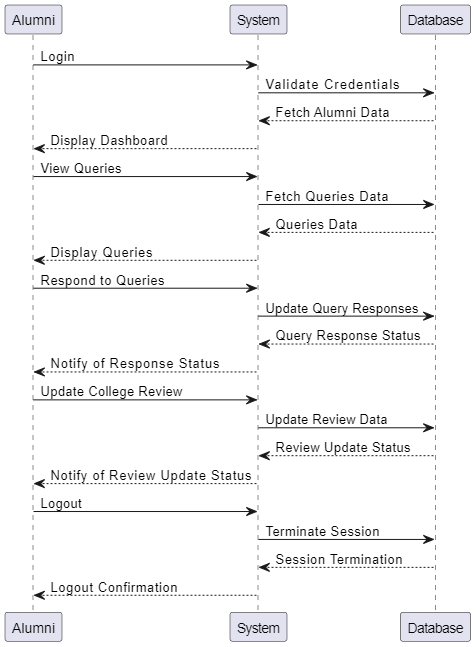 Alumni System Database
Login
Validate Credentials
Fetch Alumni Data
Display Dashboard
View Queries
Fetch Queries Data
Queries Data
Display Queries
Respond to Queries
Update Query Responses
Query Response Status
Notify of Response Status
Update College Review
Update Review Data
Review Update Status
Notify of Review Update Status
Logout
Terminate Session
Session Termination
Logout Confirmation
Alumni System Database